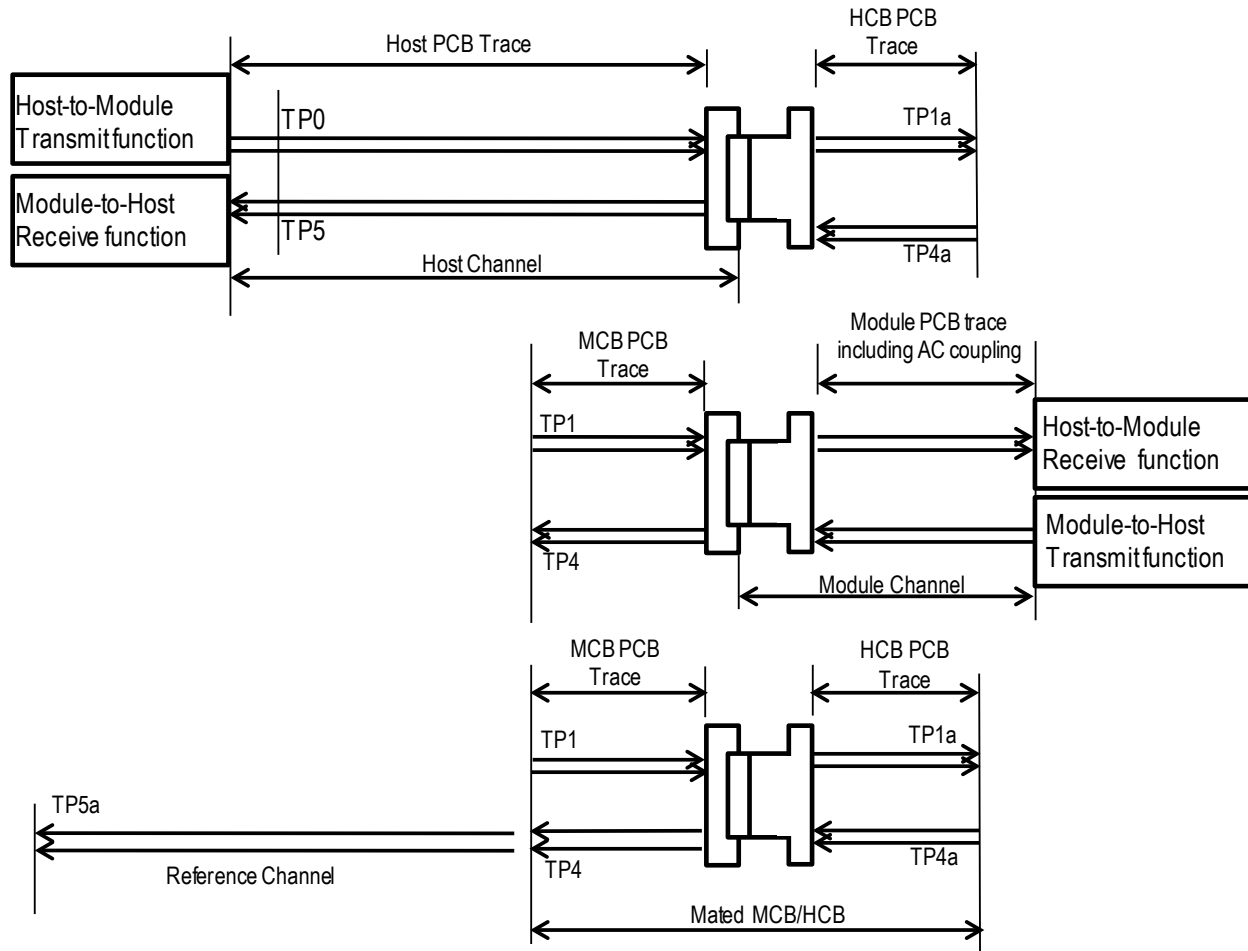 Host PCB Trace
HCB PCB
Trace
Host-to-Module
Transmit function
TP0
TP1a
Module-to-Host
Receive function
TP5
TP4a
Host Channel
MCB PCB
Trace
Module PCB trace
including AC coupling
TP1
Host-to-Module
Receive function
TP4
Module-to-Host
Transmit function
Module Channel
MCB PCB
Trace
HCB PCB
Trace
TP1
TP1a
TP5a
TP4
TP4a
Reference Channel
Mated MCB/HCB